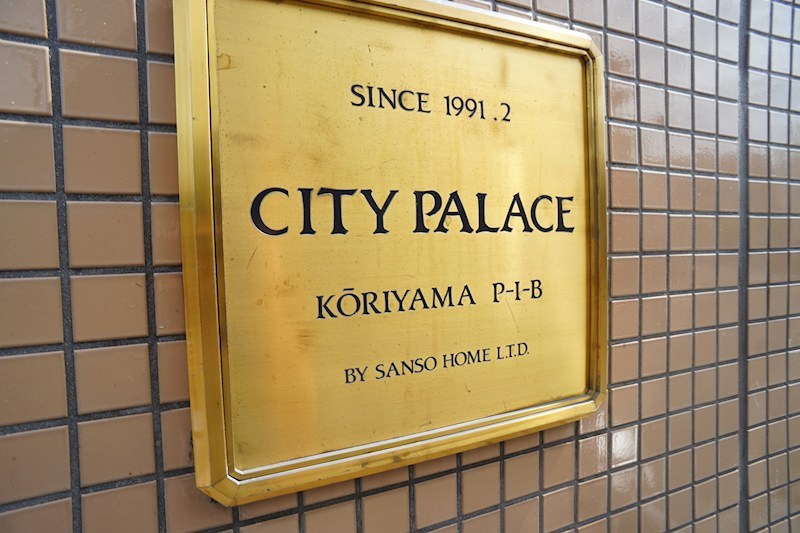 SINCE 1991.2
CITY PALACE
KŌRIYAMA P-I-B
BY SANSO HOME L.T.D.